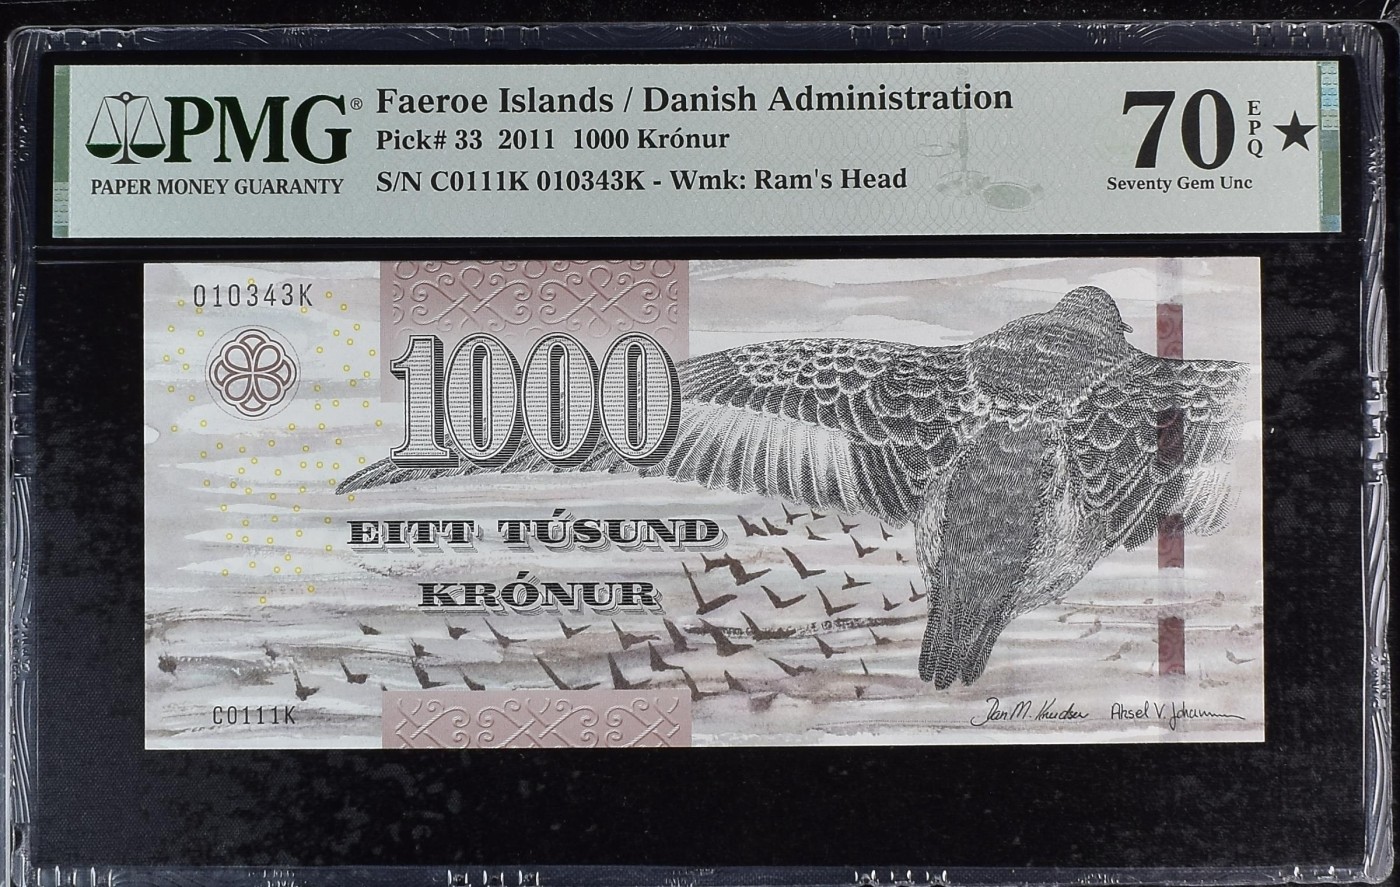 PMG®
PAPER MONEY GUARANTY
Faeroe Islands / Danish Administration
Pick# 33 2011 1000 Krónur
S/N C0111K 010343K - Wmk: Ram's Head
70 EPQ ★
Seventy Gem Unc
010343K
1000
EITT TÚSUND
KRÓNUR
C0111K